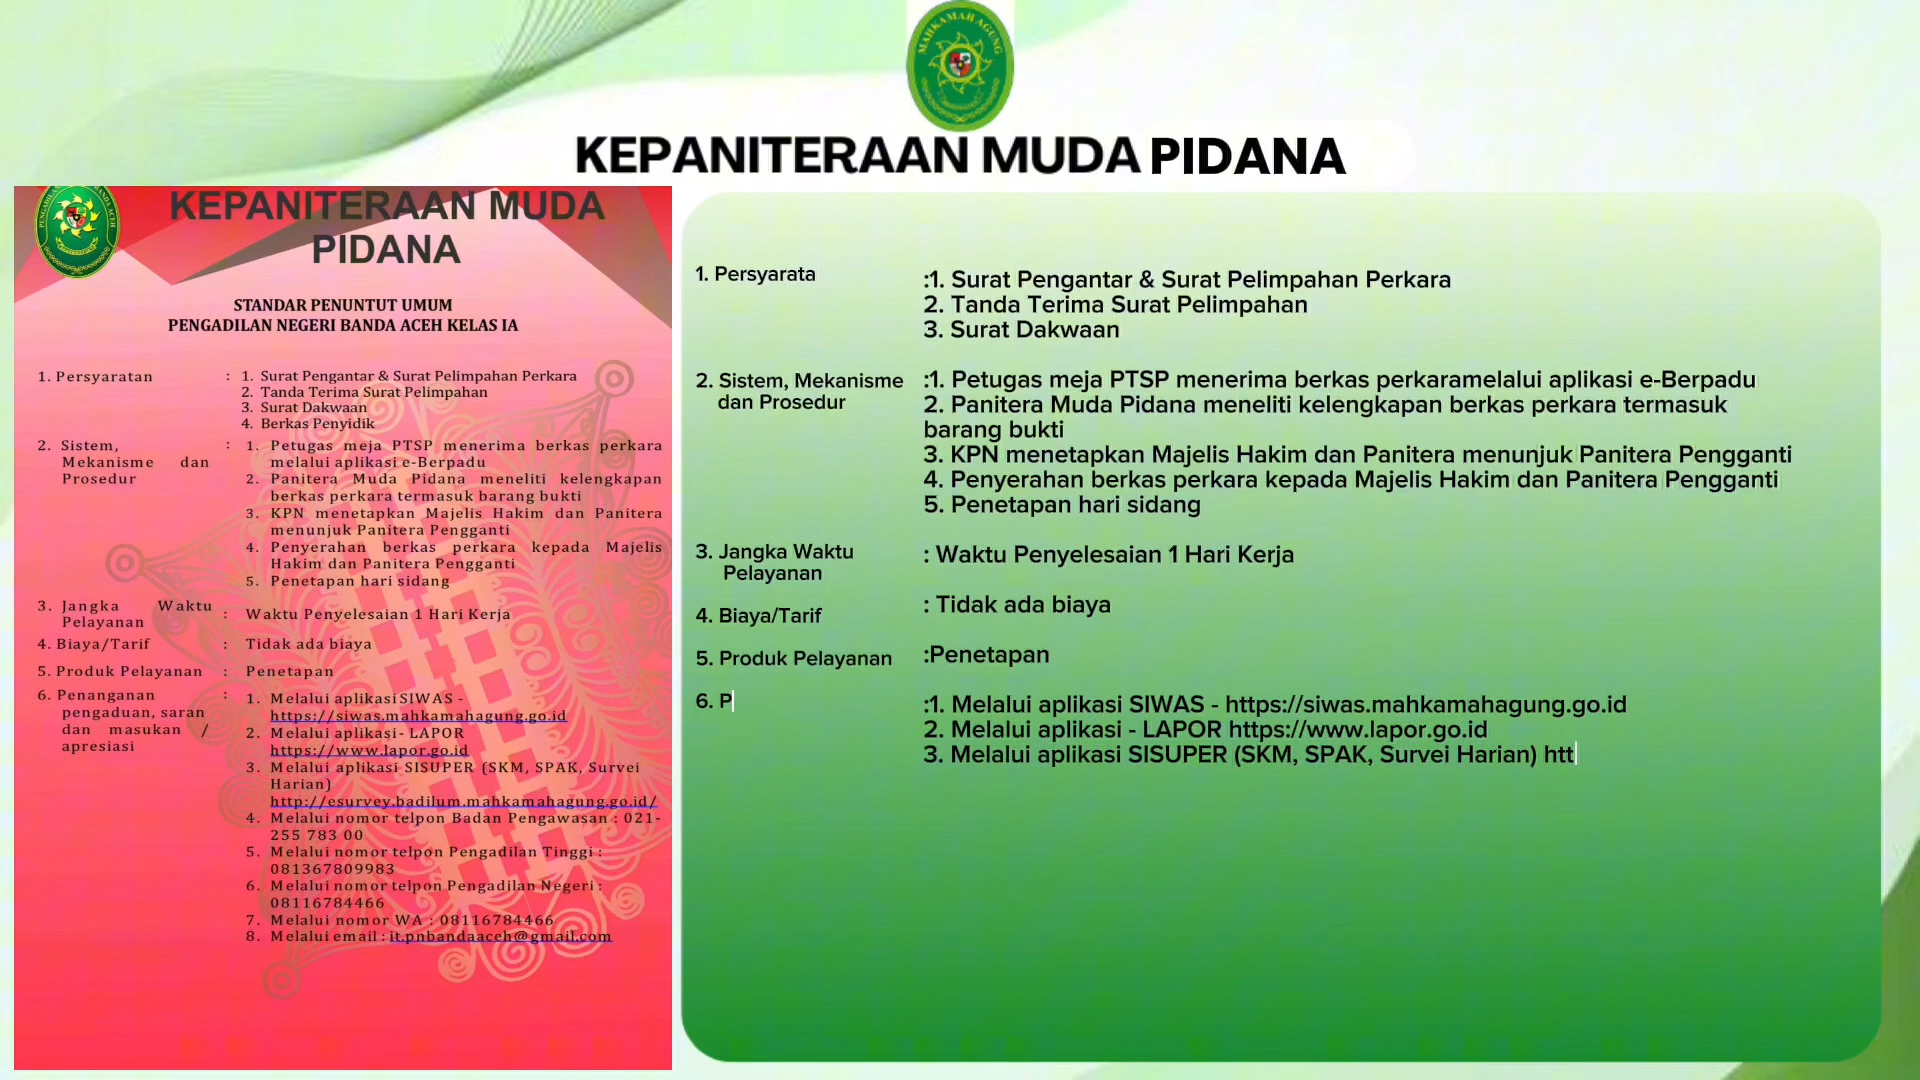 MAHKAMAH AGUNG
KEPANITERAAN MUDA PIDANA
KEPANITERAAN MUDA
PIDANA
STANDAR PENUNTUT UMUM
PENGADILAN NEGERI BANDA ACEH KELAS IA
1. Persyaratan : 1. Surat Pengantar & Surat Pelimpahan Perkara
2. Tanda Terima Surat Pelimpahan
3. Surat Dakwaan
4. Berkas Penyidik
2. Sistem, : 1. Petugas meja PTSP menerima berkas perkara
Mekanisme dan melalui aplikasi e-Berpadu
Prosedur 2. Panitera Muda Pidana meneliti kelengkapan
berkas perkara termasuk barang bukti
3. KPN menetapkan Majelis Hakim dan Panitera
menunjuk Panitera Pengganti
4. Penyerahan berkas perkara kepada Majelis
Hakim dan Panitera Pengganti
5. Penetapan hari sidang
3. Jangka Waktu : Waktu Penyelesaian 1 Hari Kerja
Pelayanan
4. Biaya/Tarif : Tidak ada biaya
5. Produk Pelayanan : Penetapan
6. Penanganan : 1. Melalui aplikasi SIWAS -
pengaduan, saran https://siwas.mahkamahagung.go.id
dan masukan / 2. Melalui aplikasi - LAPOR
apresiasi https://www.lapor.go.id
3. Melalui aplikasi SISUPER (SKM, SPAK, Survei
Harian)
http://esurvey.badilum.mahkamahagung.go.id/
4. Melalui nomor telpon Badan Pengawasan : 021-
255 783 00
5. Melalui nomor telpon Pengadilan Tinggi :
081367809983
6. Melalui nomor telpon Pengadilan Negeri :
08116784466
7. Melalui nomor WA : 08116784466
8. Melalui email : it.pnbandaaceh@gmail.com
1. Persyarata :1. Surat Pengantar & Surat Pelimpahan Perkara
2. Tanda Terima Surat Pelimpahan
3. Surat Dakwaan
2. Sistem, Mekanisme :1. Petugas meja PTSP menerima berkas perkaramelalui aplikasi e-Berpadu
dan Prosedur 2. Panitera Muda Pidana meneliti kelengkapan berkas perkara termasuk
barang bukti
3. KPN menetapkan Majelis Hakim dan Panitera menunjuk Panitera Pengganti
4. Penyerahan berkas perkara kepada Majelis Hakim dan Panitera Pengganti
5. Penetapan hari sidang
3. Jangka Waktu : Waktu Penyelesaian 1 Hari Kerja
Pelayanan
4. Biaya/Tarif : Tidak ada biaya
5. Produk Pelayanan :Penetapan
6. P :1. Melalui aplikasi SIWAS - https://siwas.mahkamahagung.go.id
2. Melalui aplikasi - LAPOR https://www.lapor.go.id
3. Melalui aplikasi SISUPER (SKM, SPAK, Survei Harian) htt